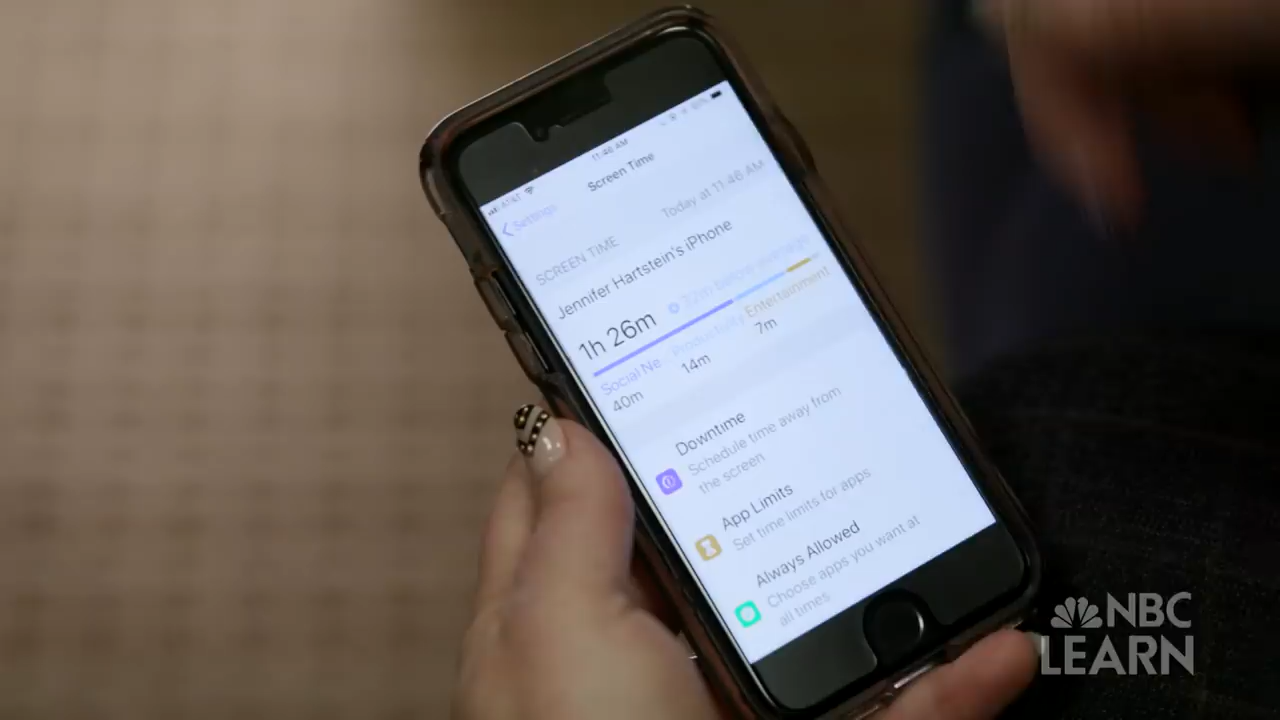 AT&T
11:46 AM
Settings
Screen Time
SCREEN TIME
Today at 11:46 AM
Jennifer Hartstein's iPhone
1h 26m
Social Ne...
Productivity
Entertainment
40m
14m
7m
Downtime
Schedule time away from
the screen
App Limits
Set time limits for apps
Always Allowed
Choose apps you want at
all times
NBC
LEARN